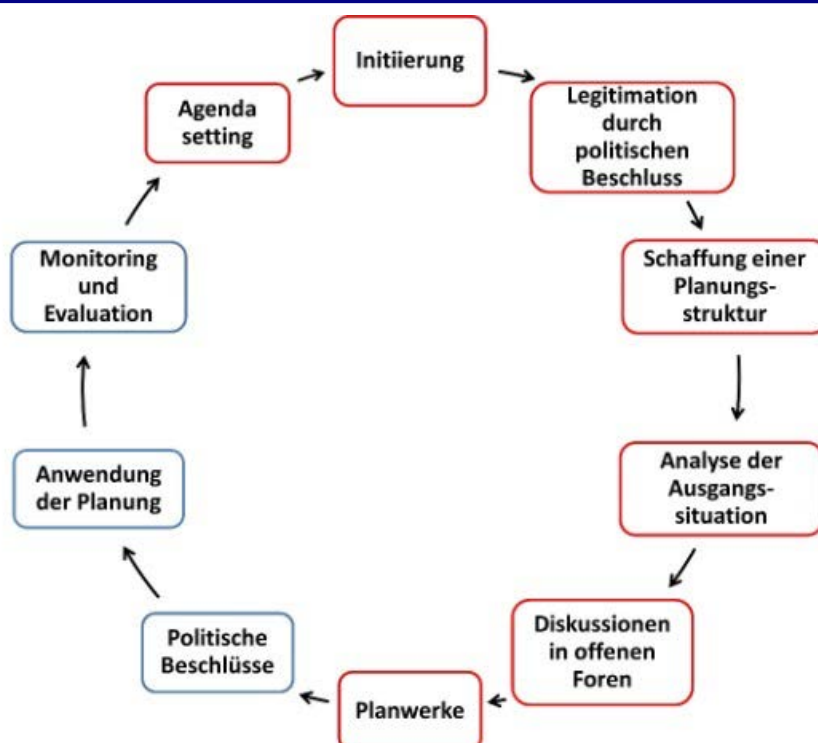 Initiierung
Legitimation
durch
politischen
Beschluss
Schaffung einer
Planungs-
struktur
Analyse der
Ausgangs-
situation
Diskussionen
in offenen
Foren
Planwerke
Politische
Beschlüsse
Anwendung
der Planung
Monitoring
und
Evaluation
Agenda
setting